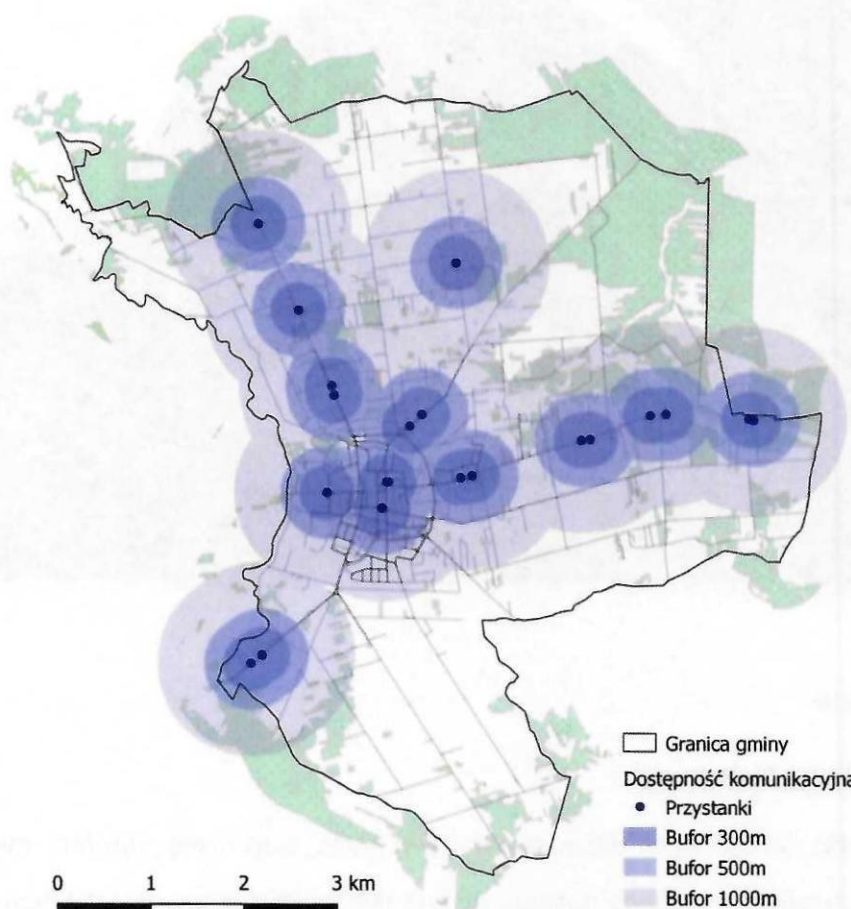 Granica gminy
Dostępność komunikacyjna
Przystanki
Bufor 300m
Bufor 500m
Bufor 1000m
0 1 2 3 km